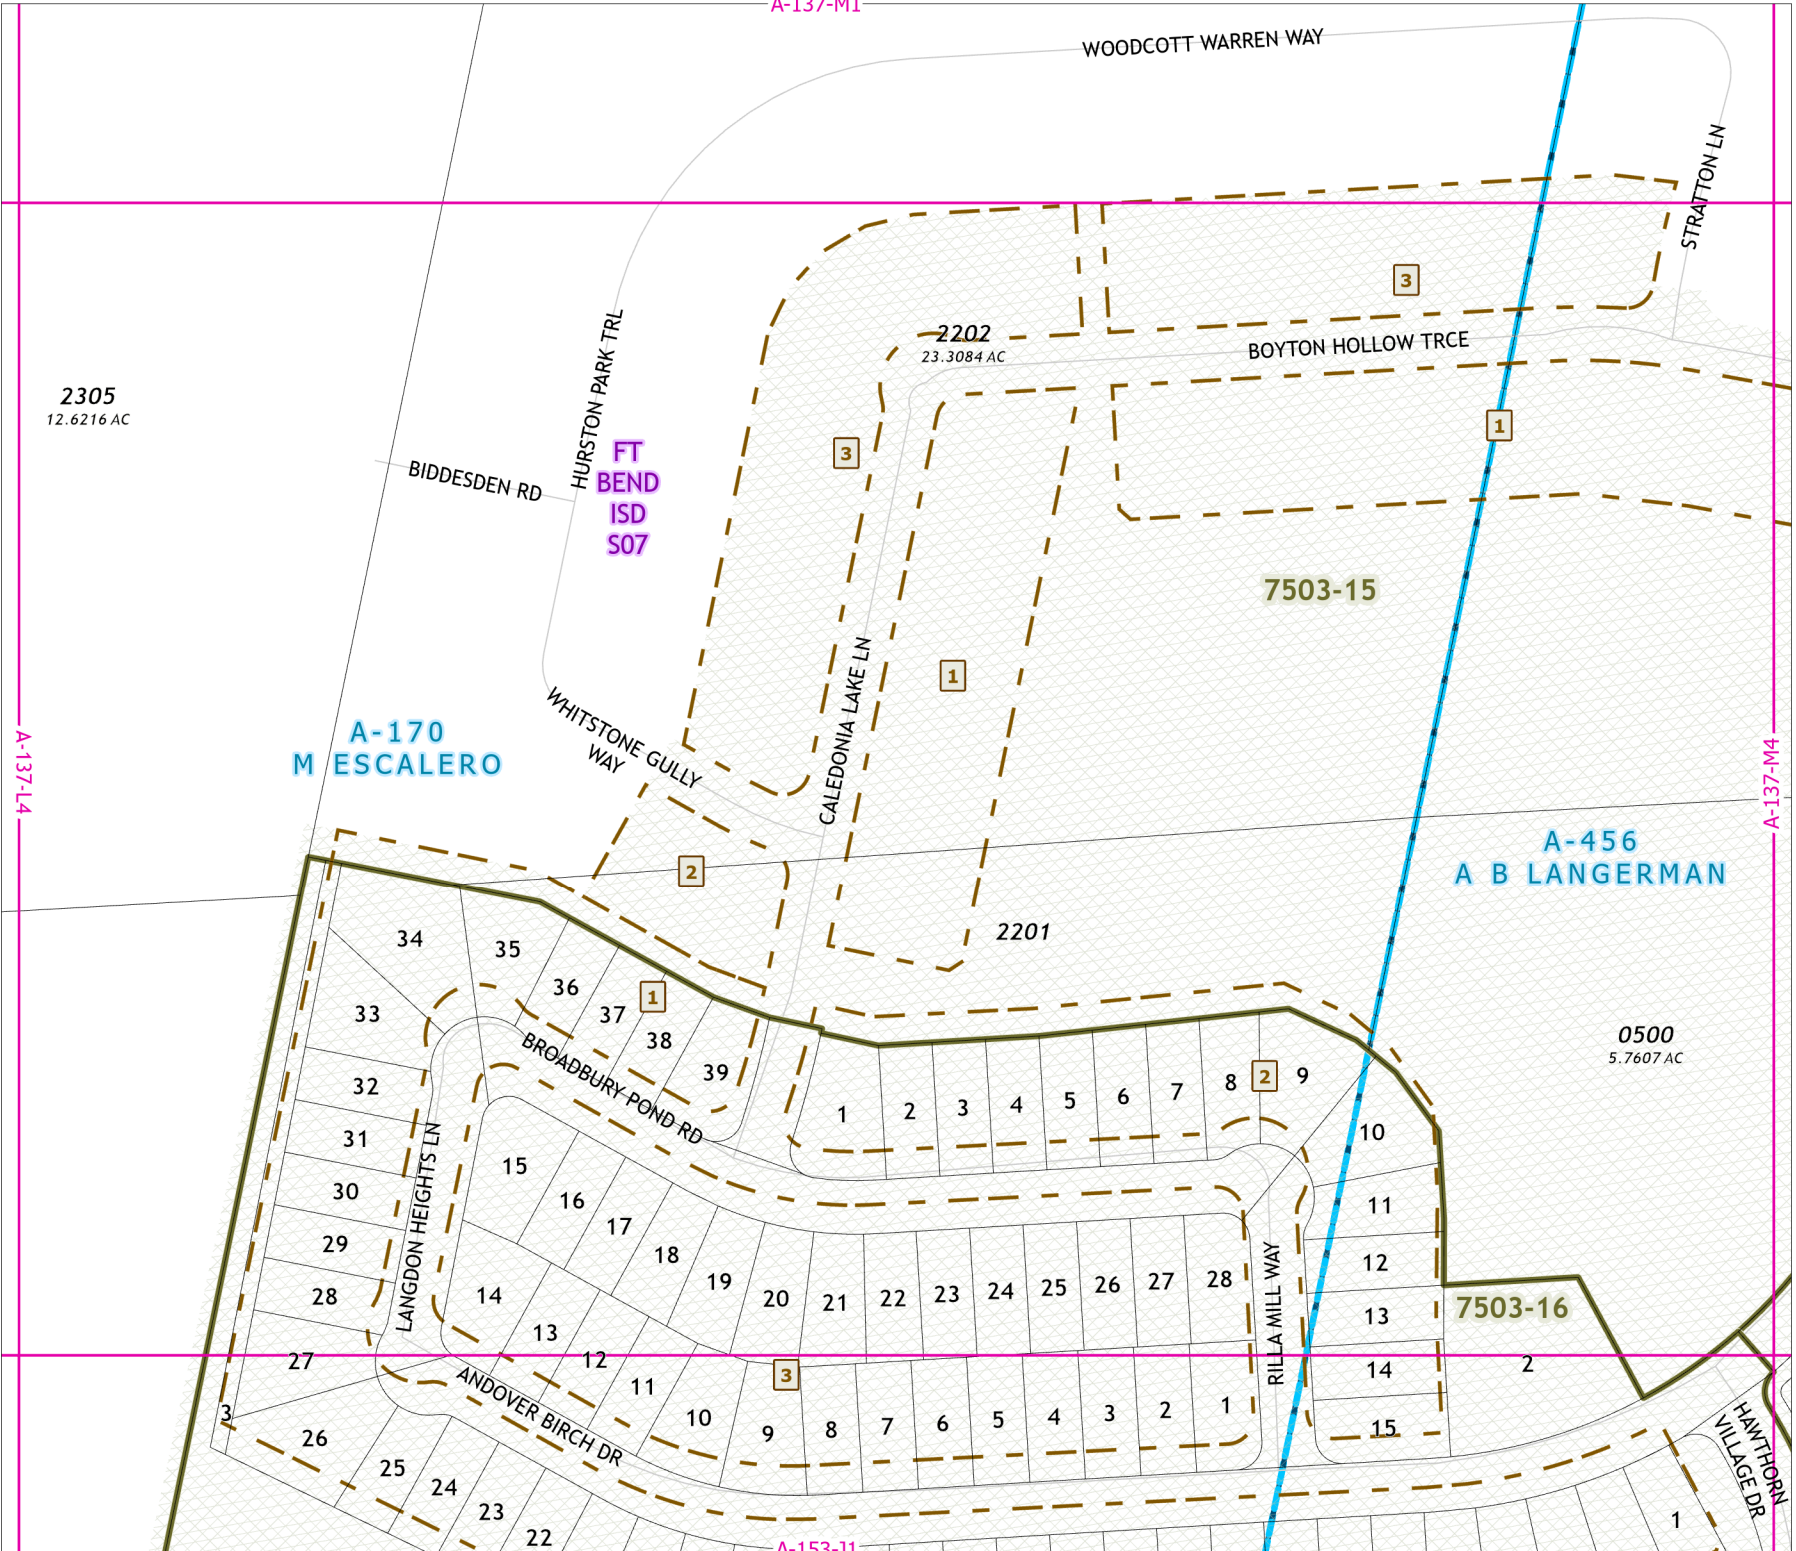 A-137-M1
WOODCOTT WARREN WAY
STRATTON LN
3
2202
23.3084 AC
BOYTON HOLLOW TRCE
HURSTON PARK TRL
2305
12.6216 AC
1
3
FT
BEND
ISD
S07
BIDDESDEN RD
7503-15
CALEDONIA LAKE LN
1
WHITSTONE GULLY
WAY
A-170
M ESCALERO
A-137-L4
A-137-M4
A-456
A B LANGERMAN
2
2201
34
35
36
37
1
38
39
33
32
31
30
29
28
27
3
26
25
24
23
22
0500
5.7607 AC
BROADBURY POND RD
LANGDON HEIGHTS LN
1
2
3
4
5
6
7
8
2
9
10
11
12
13
14
15
15
16
17
18
19
20
21
22
23
24
25
26
27
28
RILLA MILL WAY
7503-16
2
14
13
12
11
10
9
3
8
7
6
5
4
3
2
1
ANDOVER BIRCH DR
HAWTHORN
VILLAGE DR
1
A-153-J1